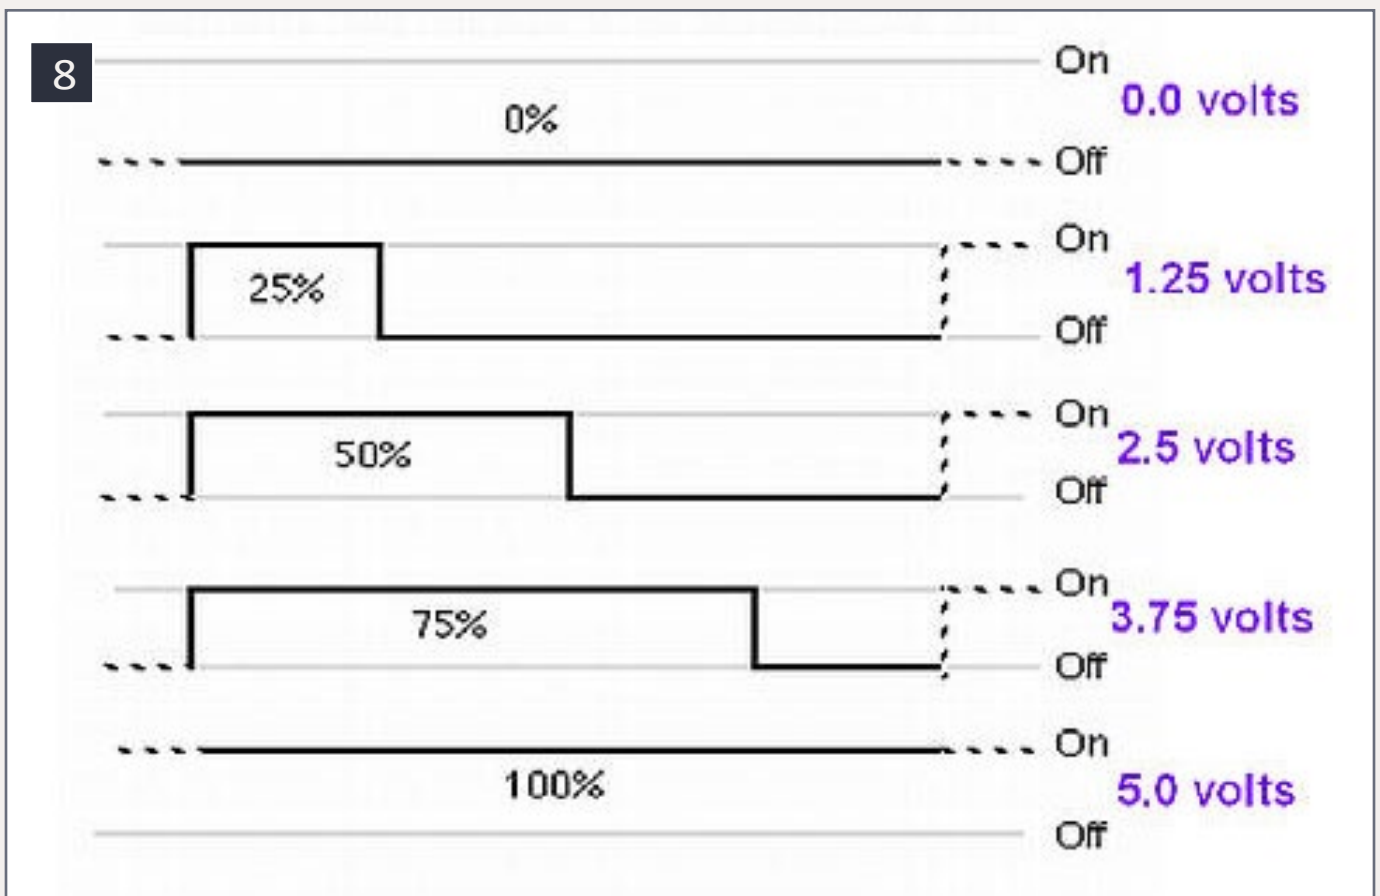 8
On
0.0 volts
0%
Off
On
1.25 volts
25%
Off
On
2.5 volts
50%
Off
On
3.75 volts
75%
Off
On
100%
5.0 volts
Off